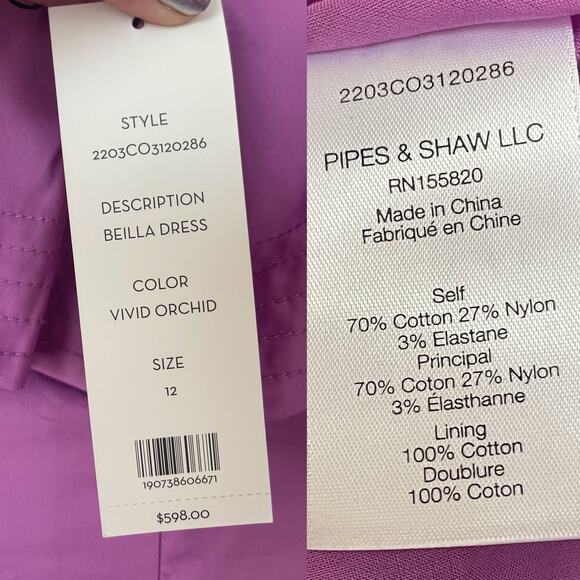 STYLE
2203CO3120286
DESCRIPTION
BEILLA DRESS
COLOR
VIVID ORCHID
SIZE
12
190738606671
$598.00
2203CO3120286
PIPES & SHAW LLC
RN155820
Made in China
Fabriqué en Chine
Self
70% Cotton 27% Nylon
3% Elastane
Principal
70% Coton 27% Nylon
3% Élasthanne
Lining
100% Cotton
Doublure
100% Coton